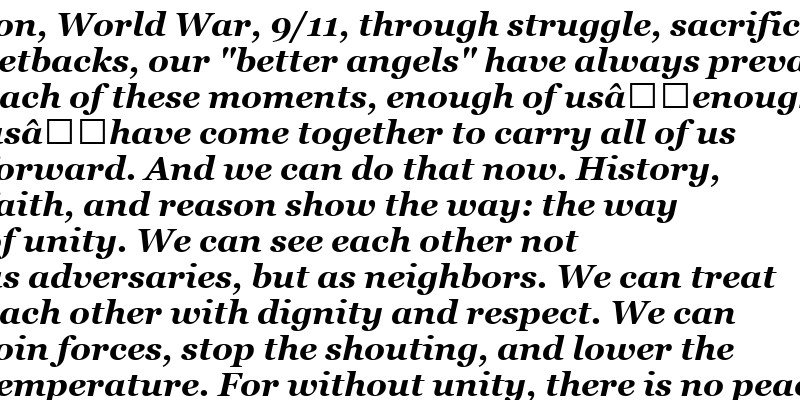 on, World War, 9/11, through struggle, sacrific
etbacks, our "better angels" have always preva
ach of these moments, enough of usâ□□enoug
usâ□□have come together to carry all of us
orward. And we can do that now. History,
aith, and reason show the way: the way
of unity. We can see each other not
as adversaries, but as neighbors. We can treat
ach other with dignity and respect. We can
oin forces, stop the shouting, and lower the
emperature. For without unity, there is no peac